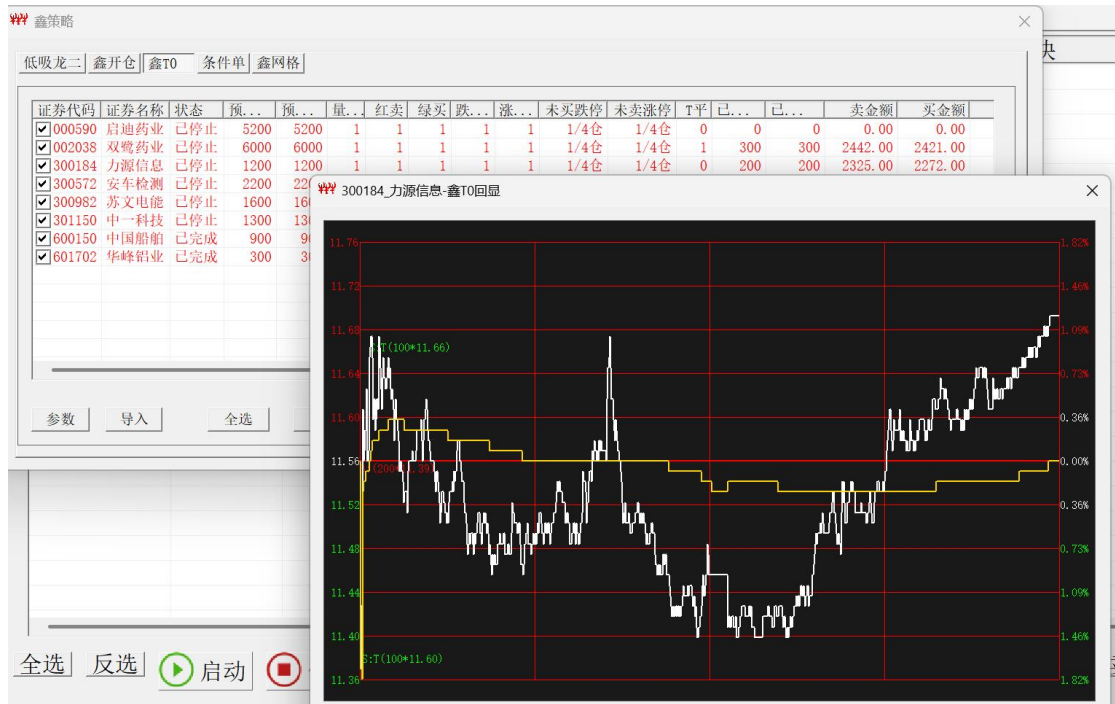 鑫策略
低吸龙二 鑫开仓 鑫T0 条件单 鑫网格
证券代码 证券名称 状态 预... 预... 量... 红卖 绿买 跌... 涨... 未买跌停 未卖涨停 T平 已... 已... 卖金额 买金额
000590 启迪药业 已停止 5200 5200 1 1 1 1 1 1/4仓 1/4仓 0 0 0 0.00 0.00
002038 双鹭药业 已停止 6000 6000 1 1 1 1 1 1/4仓 1/4仓 1 300 300 2442.00 2421.00
300184 力源信息 已停止 1200 1200 1 1 1 1 1 1/4仓 1/4仓 0 200 200 2325.00 2272.00
300572 安车检测 已停止 2200
300982 苏文电能 已停止 1600
301150 中一科技 已停止 1300
600150 中国船舶 已完成 900
601702 华峰铝业 已完成 300
参数 导入 全选
300184_力源信息-鑫T0回显
11.76 1.82%
11.72 1.46%
11.68 1.09%
T(100*11.66)
11.64 0.73%
11.60 0.36%
11.56 0.00%
11.52 0.36%
11.48 0.73%
11.44 1.09%
11.40 1.46%
S:T(100*11.60)
11.36 1.82%
全选 反选 启动